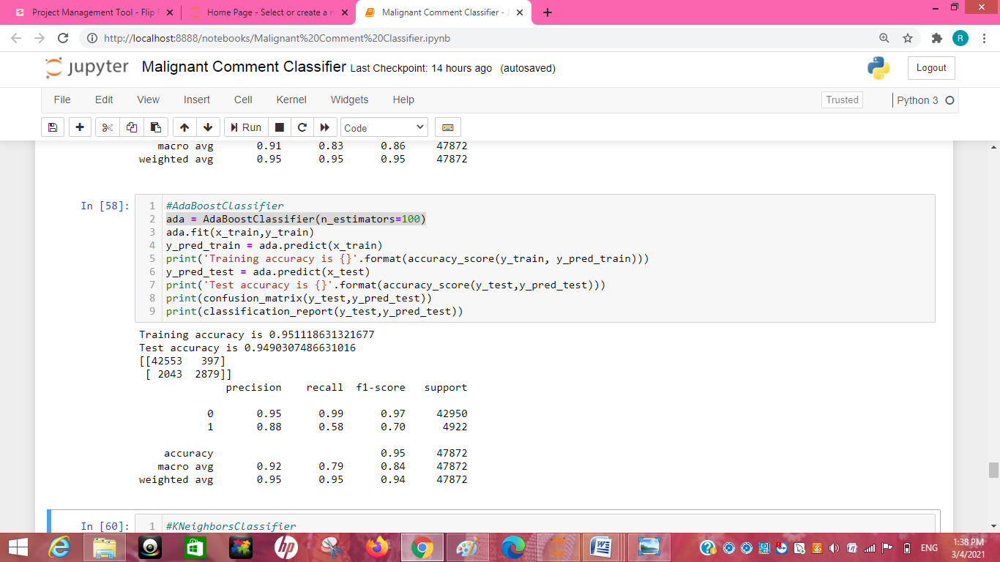 Project Management Tool - Flip
Home Page - Select or create a n
Malignant Comment Classifier - J
http://localhost:8888/notebooks/Malignant%20Comment%20Classifier.ipynb
R
jupyter Malignant Comment Classifier Last Checkpoint: 14 hours ago (autosaved)
Logout
File Edit View Insert Cell Kernel Widgets Help
Trusted
Python 3
Run
Code
macro avg 0.91 0.83 0.86 47872
weighted avg 0.95 0.95 0.95 47872
In [58]:
1 #AdaBoostClassifier
2 ada = AdaBoostClassifier(n_estimators=100)
3 ada.fit(x_train,y_train)
4 y_pred_train = ada.predict(x_train)
5 print('Training accuracy is {}'.format(accuracy_score(y_train, y_pred_train)))
6 y_pred_test = ada.predict(x_test)
7 print('Test accuracy is {}'.format(accuracy_score(y_test,y_pred_test)))
8 print(confusion_matrix(y_test,y_pred_test))
9 print(classification_report(y_test,y_pred_test))
Training accuracy is 0.951118631321677
Test accuracy is 0.9490307486631016
[[42553 397]
[ 2043 2879]]
precision recall f1-score support
0 0.95 0.99 0.97 42950
1 0.88 0.58 0.70 4922
accuracy 0.95 47872
macro avg 0.92 0.79 0.84 47872
weighted avg 0.95 0.95 0.94 47872
In [60]:
1 #KNeighborsClassifier
hp
ENG
1:38 PM
3/4/2021